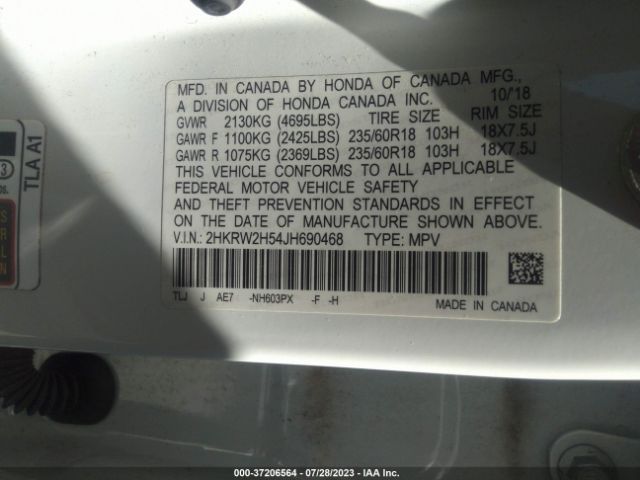 MFD. IN CANADA BY HONDA OF CANADA MFG.,
A DIVISION OF HONDA CANADA INC. 10/'18
GVWR 2130KG (4695LBS) TIRE SIZE RIM SIZE
GAWR F 1100KG (2425LBS) 235/60R18 103H 18X7.5J
GAWR R 1075KG (2369LBS) 235/60R18 103H 18X7.5J
THIS VEHICLE CONFORMS TO ALL APPLICABLE
FEDERAL MOTOR VEHICLE SAFETY
AND THEFT PREVENTION STANDARDS IN EFFECT
ON THE DATE OF MANUFACTURE SHOWN ABOVE.
V.I.N.: 2HKRW2H54JH690468 TYPE: MPV
TLJ J AE7 -NH603PX -F -H
MADE IN CANADA
TLA A1
3
000-37206564 / 07/28/2023 / IAA Inc.